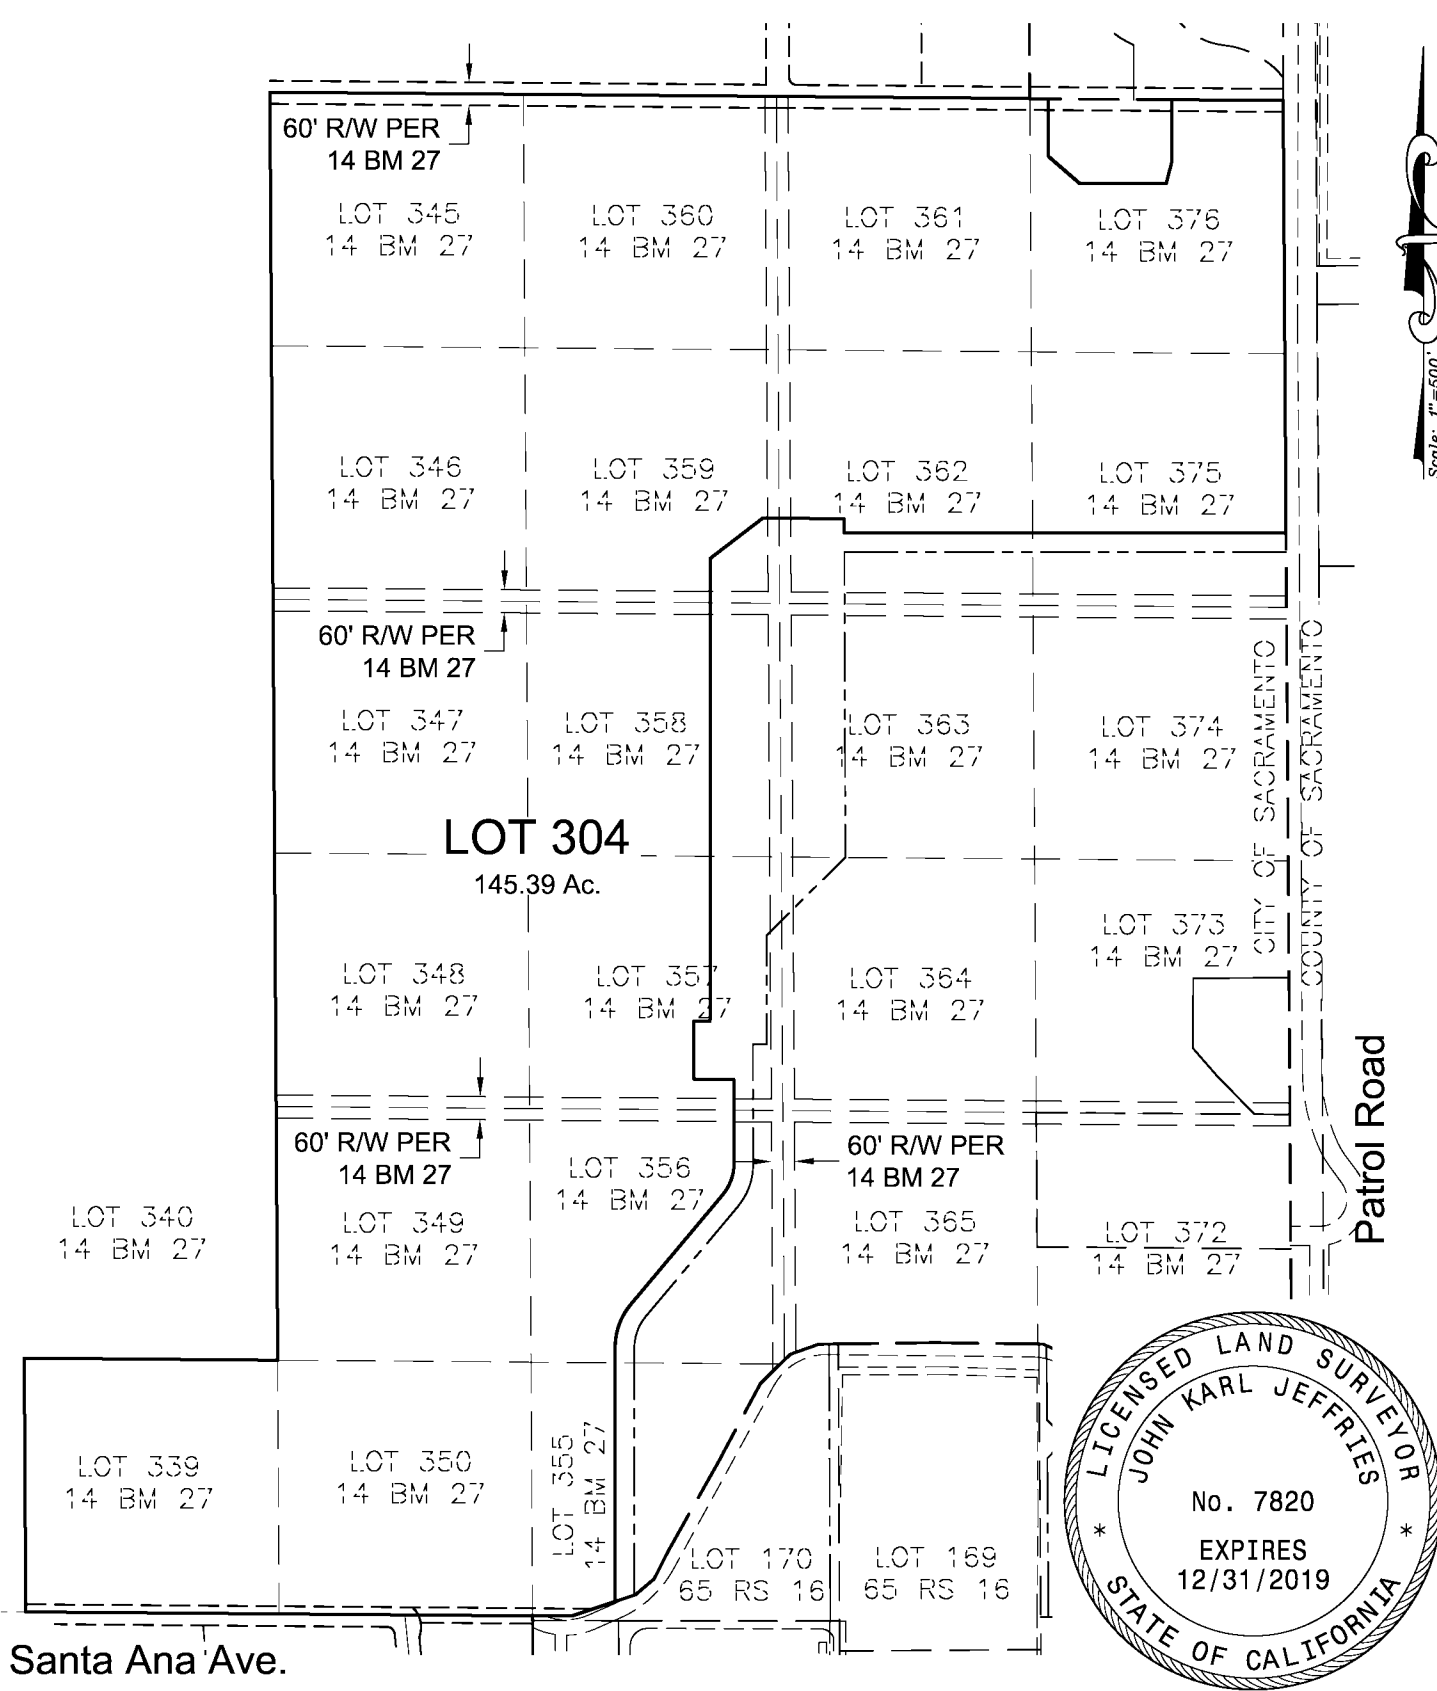 60' R/W PER
14 BM 27
LOT 345
14 BM 27
LOT 360
14 BM 27
LOT 361
14 BM 27
LOT 376
14 BM 27
Scale: 1"=500'
LOT 346
14 BM 27
LOT 359
14 BM 27
LOT 362
14 BM 27
LOT 375
14 BM 27
60' R/W PER
14 BM 27
LOT 347
14 BM 27
LOT 358
14 BM 27
LOT 363
14 BM 27
LOT 374
14 BM 27
CITY OF SACRAMENTO
COUNTY OF SACRAMENTO
LOT 304
145.39 Ac.
LOT 348
14 BM 27
LOT 357
14 BM 27
LOT 364
14 BM 27
LOT 373
14 BM 27
Patrol Road
60' R/W PER
14 BM 27
LOT 356
14 BM 27
60' R/W PER
14 BM 27
LOT 340
14 BM 27
LOT 349
14 BM 27
LOT 365
14 BM 27
LOT 372
14 BM 27
LOT 339
14 BM 27
LOT 350
14 BM 27
LOT 355
14 BM 27
LOT 170
65 RS 16
LOT 169
65 RS 16
LICENSED LAND SURVEYOR
JOHN KARL JEFFRIES
No. 7820
EXPIRES
12/31/2019
* STATE OF CALIFORNIA *
Santa Ana Ave.